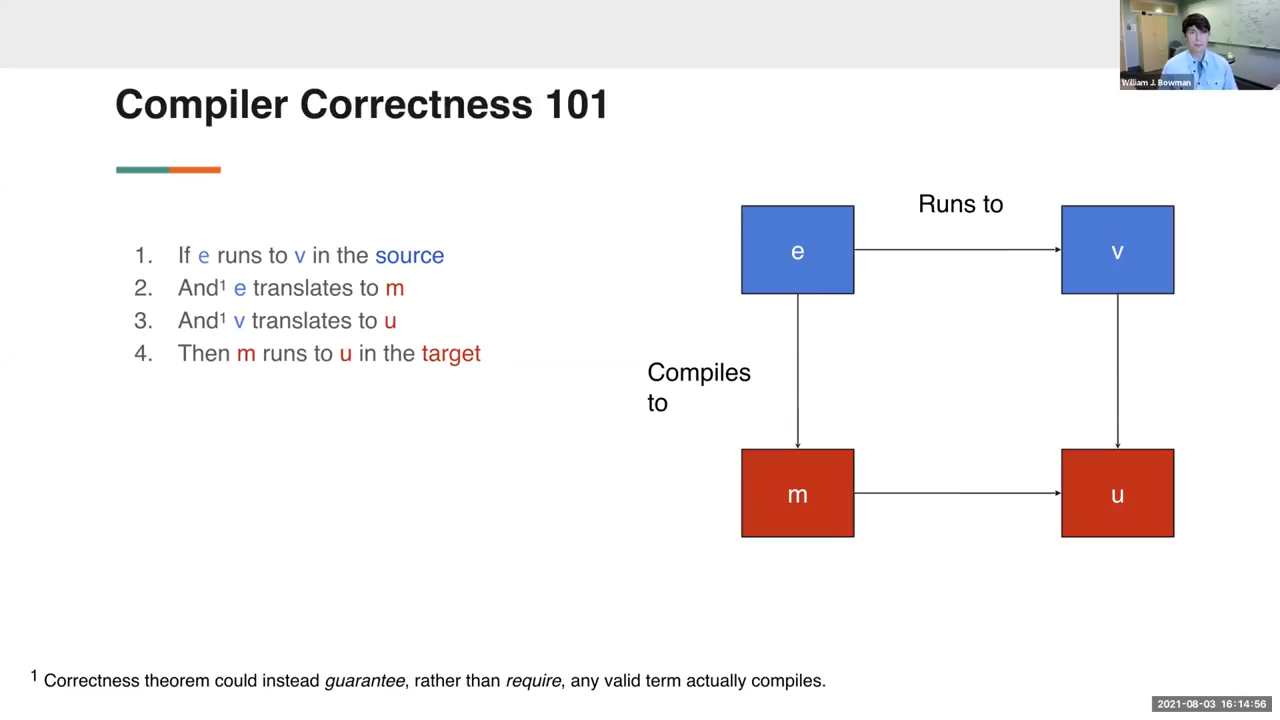 William J. Bowman
Compiler Correctness 101
1. If e runs to v in the source
2. And¹ e translates to m
3. And¹ v translates to u
4. Then m runs to u in the target
Runs to
e
v
Compiles
to
m
u
¹ Correctness theorem could instead guarantee, rather than require, any valid term actually compiles.
2021-08-03 16:14:56